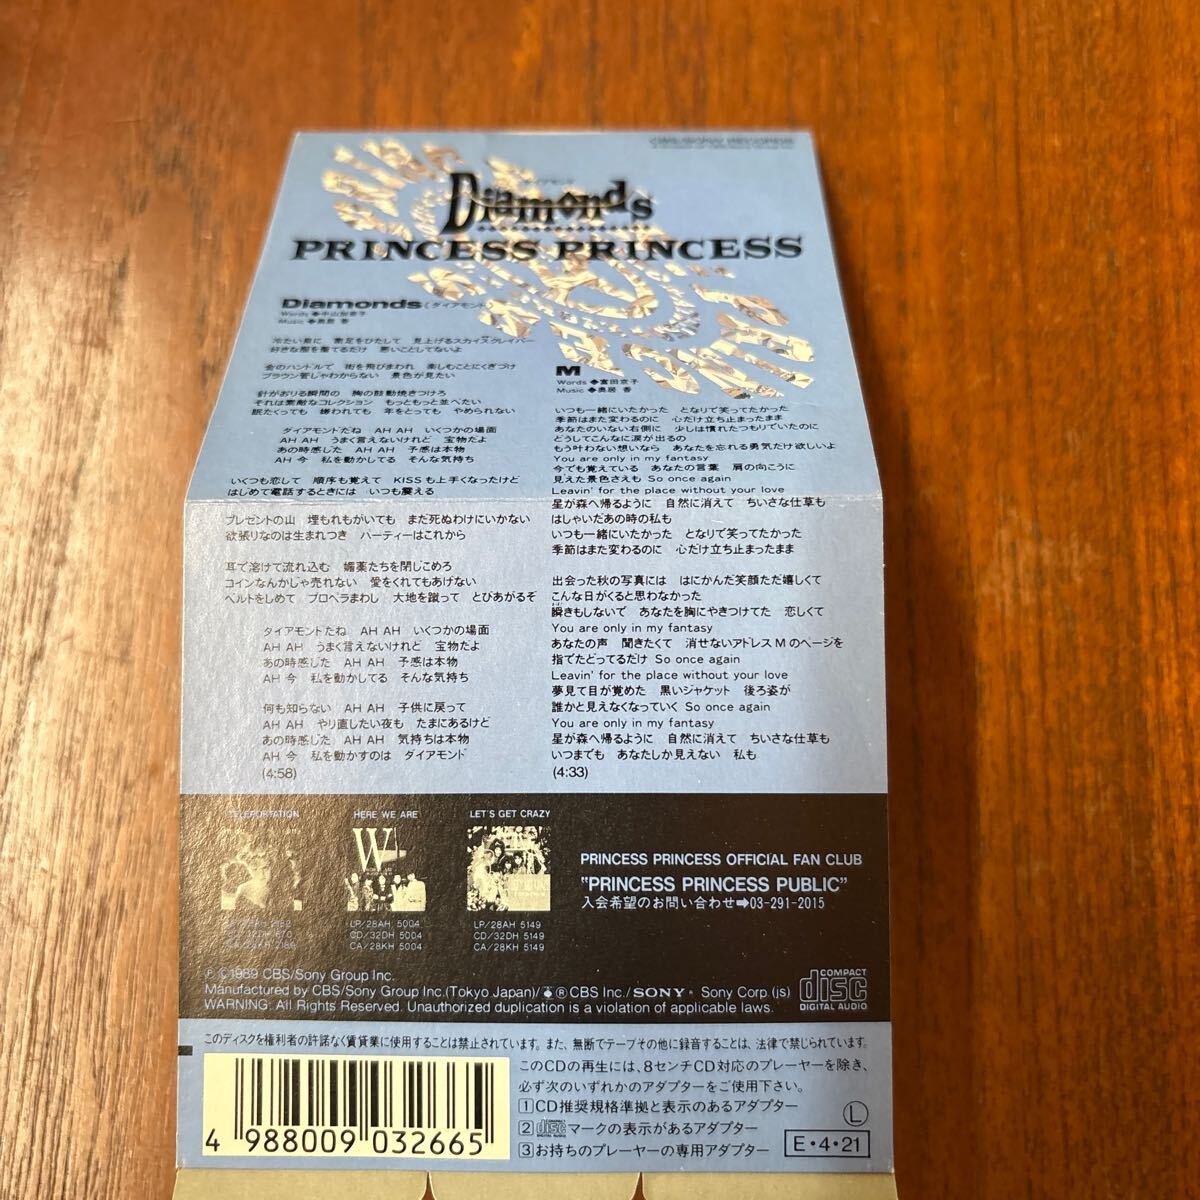 CBS/SONY RECORDS
ダイアモンド
Diamonds
PRINCESS PRINCESS
Diamonds(ダイアモンド)
Words◆中山加奈子
Music◆奥居 香
冷たい泉に 素足をひたして 見上げるスカイスクレイパー
好きな服を着てるだけ 悪いことしてないよ
金のハンドルで 街を飛びまわれ 楽しむことにくぎづけ
ブラウン管じゃわからない 景色が見たい
針がおりる瞬間の 胸の鼓動焼きつけろ
それは素敵なコレクション もっともっと並べたい
眠たくっても 嫌われても 年をとっても やめられない
ダイアモンドだね AH AH いくつかの場面
AH AH うまく言えないけれど 宝物だよ
あの時感じた AH AH 予感は本物
AH 今 私を動かしてる そんな気持ち
いくつも恋して 順序も覚えて KISSも上手くなったけど
はじめて電話するときには いつも震える
プレゼントの山 埋もれもがいても まだ死ぬわけにいかない
欲張りなのは生まれつき パーティーはこれから
耳で溶けて流れ込む 媚薬たちを閉じこめろ
コインなんかじゃ売れない 愛をくれてもあげない
ベルトをしめて プロペラまわし 大地を蹴って とびあがるぞ
ダイアモンドだね AH AH いくつかの場面
AH AH うまく言えないけれど 宝物だよ
あの時感じた AH AH 予感は本物
AH 今 私を動かしてる そんな気持ち
何も知らない AH AH 子供に戻って
AH AH やり直したい夜も たまにあるけど
あの時感じた AH AH 気持ちは本物
AH 今 私を動かすのは ダイアモンド
(4:58)
M
Words◆富田京子
Music◆奥居 香
いつも一緒にいたかった となりで笑ってたかった
季節はまた変わるのに 心だけ立ち止まったまま
あなたのいない右側に 少しは慣れたつもりでいたのに
どうしてこんなに涙が出るの
もう叶わない想いなら あなたを忘れる勇気だけ欲しいよ
You are only in my fantasy
今でも覚えている あなたの言葉 肩の向こうに
見えた景色さえも So once again
Leavin' for the place without your love
星が森へ帰るように 自然に消えて ちいさな仕草も
はしゃいだあの時の私も
いつも一緒にいたかった となりで笑ってたかった
季節はまた変わるのに 心だけ立ち止まったまま
出会った秋の写真には はにかんだ笑顔ただ嬉しくて
こんな日がくると思わなかった
瞬きもしないで あなたを胸にやきつけてた 恋しくて
You are only in my fantasy
あなたの声 聞きたくて 消せないアドレスMのページを
指でたどってるだけ So once again
Leavin' for the place without your love
夢見て目が覚めた 黒いジャケット 後ろ姿が
誰かと見えなくなっていく So once again
You are only in my fantasy
星が森へ帰るように 自然に消えて ちいさな仕草も
いつまでも あなたしか見えない 私も
(4:33)
TELEPORTATION
HERE WE ARE
LP/28AH 5004
CD/32DH 5004
CA/28KH 5004
LET'S GET CRAZY
LP/28AH 5149
CD/32DH 5149
CA/28KH 5149
PRINCESS PRINCESS OFFICIAL FAN CLUB
"PRINCESS PRINCESS PUBLIC"
入会希望のお問い合わせ➡03-291-2015
Ⓟ ©1989 CBS/Sony Group Inc.
Manufactured by CBS/Sony Group Inc.(Tokyo Japan)/®CBS Inc./SONY® Sony Corp.(js)
WARNING: All Rights Reserved. Unauthorized duplication is a violation of applicable laws.
COMPACT
disc
DIGITAL AUDIO
このディスクを権利者の許諾なく賃貸業に使用することは禁止されています。また、無断でテープその他に録音することは、法律で禁じられています。
このCDの再生には、8センチCD対応のプレーヤーを除き、
必ず次のいずれかのアダプターをご使用下さい。
1 CD推奨規格準拠と表示のあるアダプター
2 COMPACT disc DIGITAL AUDIO マークの表示があるアダプター
3 お持ちのプレーヤーの専用アダプター
Ⓛ
E・4・21
4 988009 032665